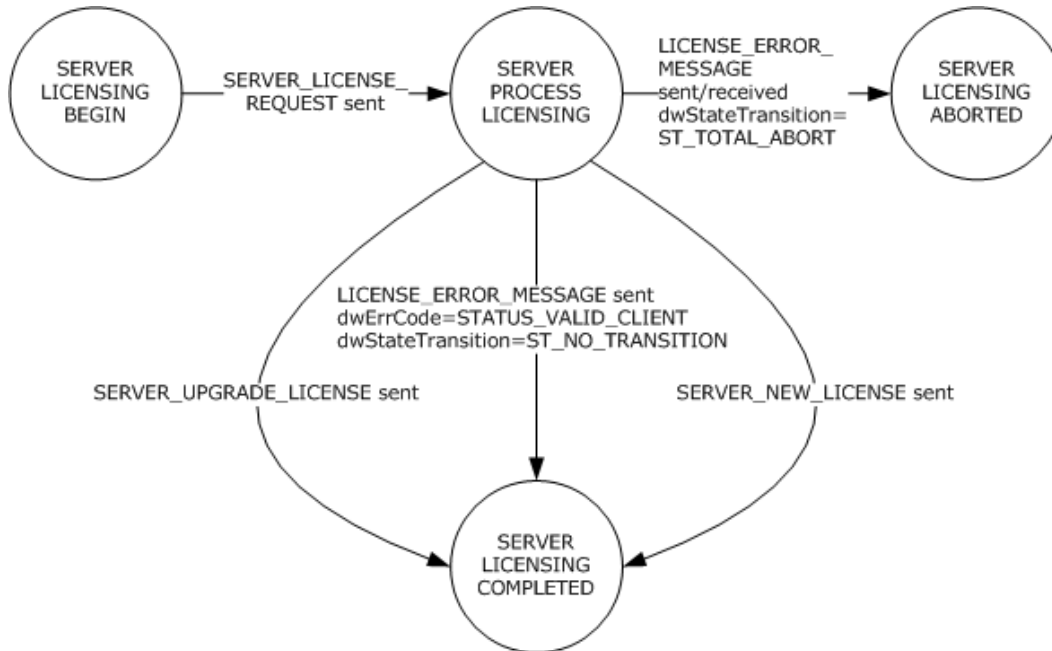 SERVER
LICENSING
BEGIN
SERVER_LICENSE_
REQUEST sent
SERVER
PROCESS
LICENSING
LICENSE_ERROR_
MESSAGE
sent/received
dwStateTransition=
ST_TOTAL_ABORT
SERVER
LICENSING
ABORTED
LICENSE_ERROR_MESSAGE sent
dwErrCode=STATUS_VALID_CLIENT
dwStateTransition=ST_NO_TRANSITION
SERVER_UPGRADE_LICENSE sent
SERVER_NEW_LICENSE sent
SERVER
LICENSING
COMPLETED